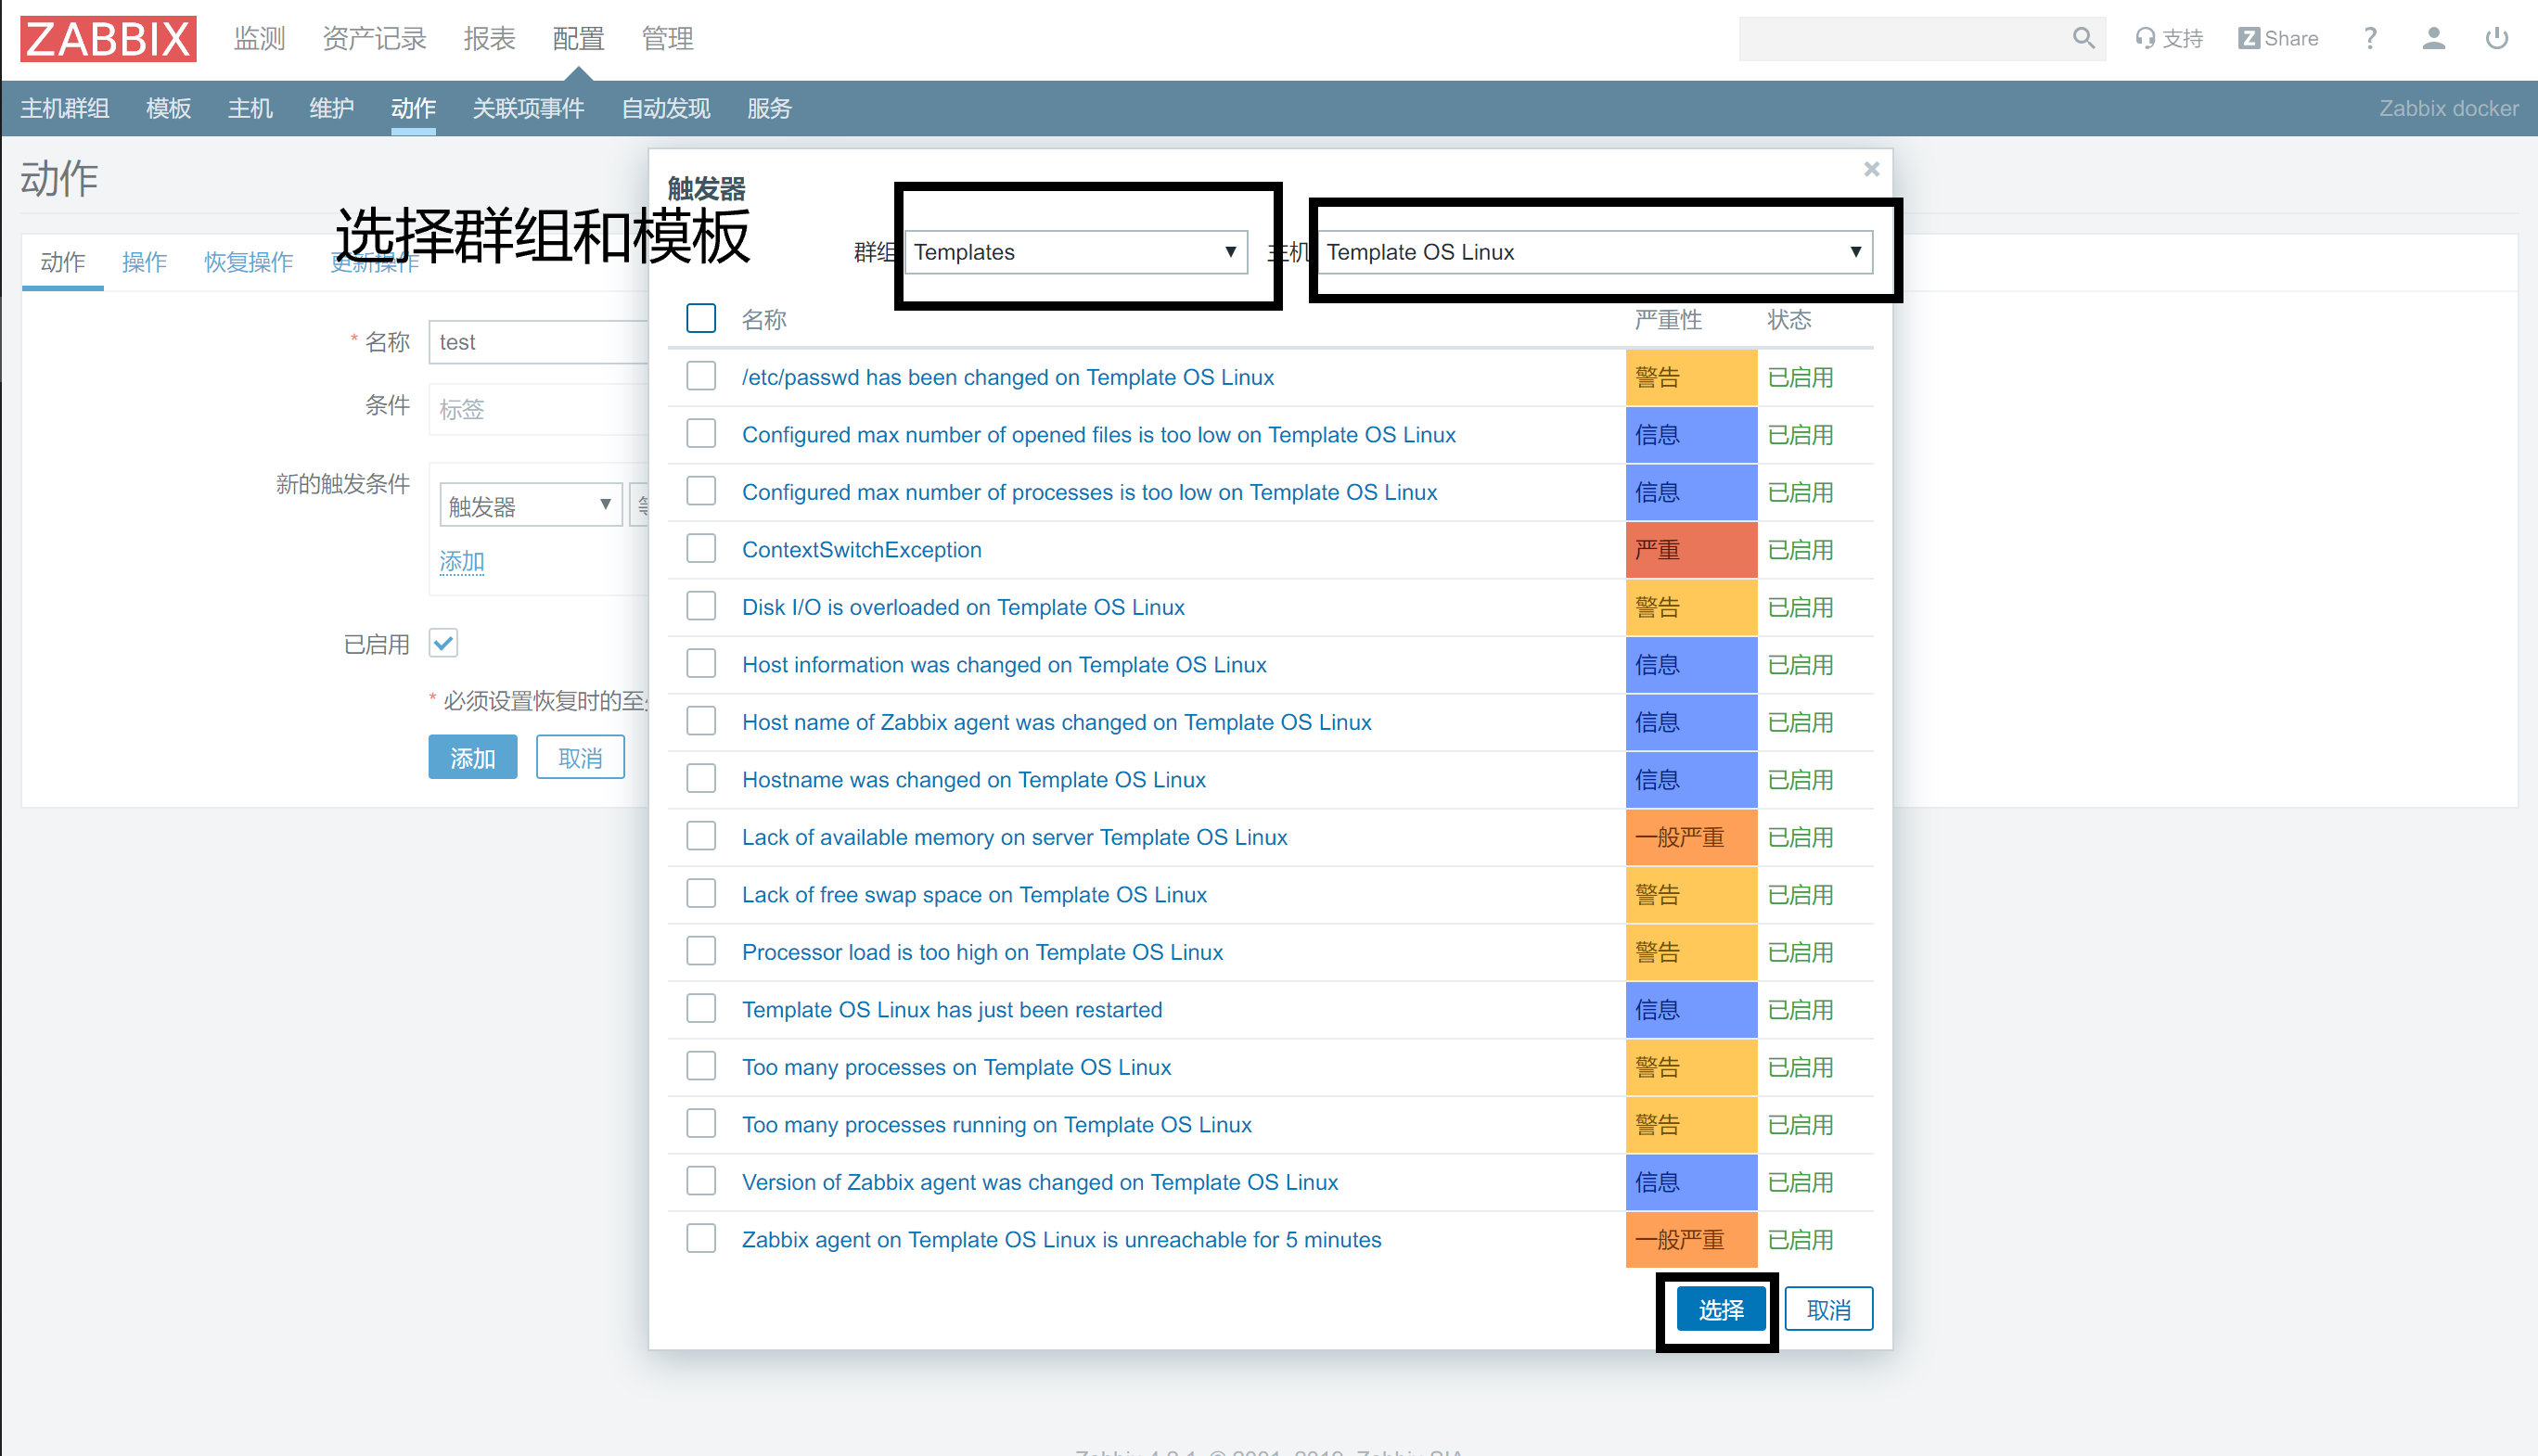 ZABBIX 监测 资产记录 报表 配置 管理 支持 Z Share ?
主机群组 模板 主机 维护 动作 关联项事件 自动发现 服务 Zabbix docker
动作
选择群组和模板
动作 操作 恢复操作 更新操作
* 名称 test
条件 标签
新的触发条件
触发器
添加
已启用
* 必须设置恢复时的至
添加 取消
触发器
群组 Templates 主机 Template OS Linux
名称 严重性 状态
/etc/passwd has been changed on Template OS Linux 警告 已启用
Configured max number of opened files is too low on Template OS Linux 信息 已启用
Configured max number of processes is too low on Template OS Linux 信息 已启用
ContextSwitchException 严重 已启用
Disk I/O is overloaded on Template OS Linux 警告 已启用
Host information was changed on Template OS Linux 信息 已启用
Host name of Zabbix agent was changed on Template OS Linux 信息 已启用
Hostname was changed on Template OS Linux 信息 已启用
Lack of available memory on server Template OS Linux 一般严重 已启用
Lack of free swap space on Template OS Linux 警告 已启用
Processor load is too high on Template OS Linux 警告 已启用
Template OS Linux has just been restarted 信息 已启用
Too many processes on Template OS Linux 警告 已启用
Too many processes running on Template OS Linux 警告 已启用
Version of Zabbix agent was changed on Template OS Linux 信息 已启用
Zabbix agent on Template OS Linux is unreachable for 5 minutes 一般严重 已启用
选择 取消